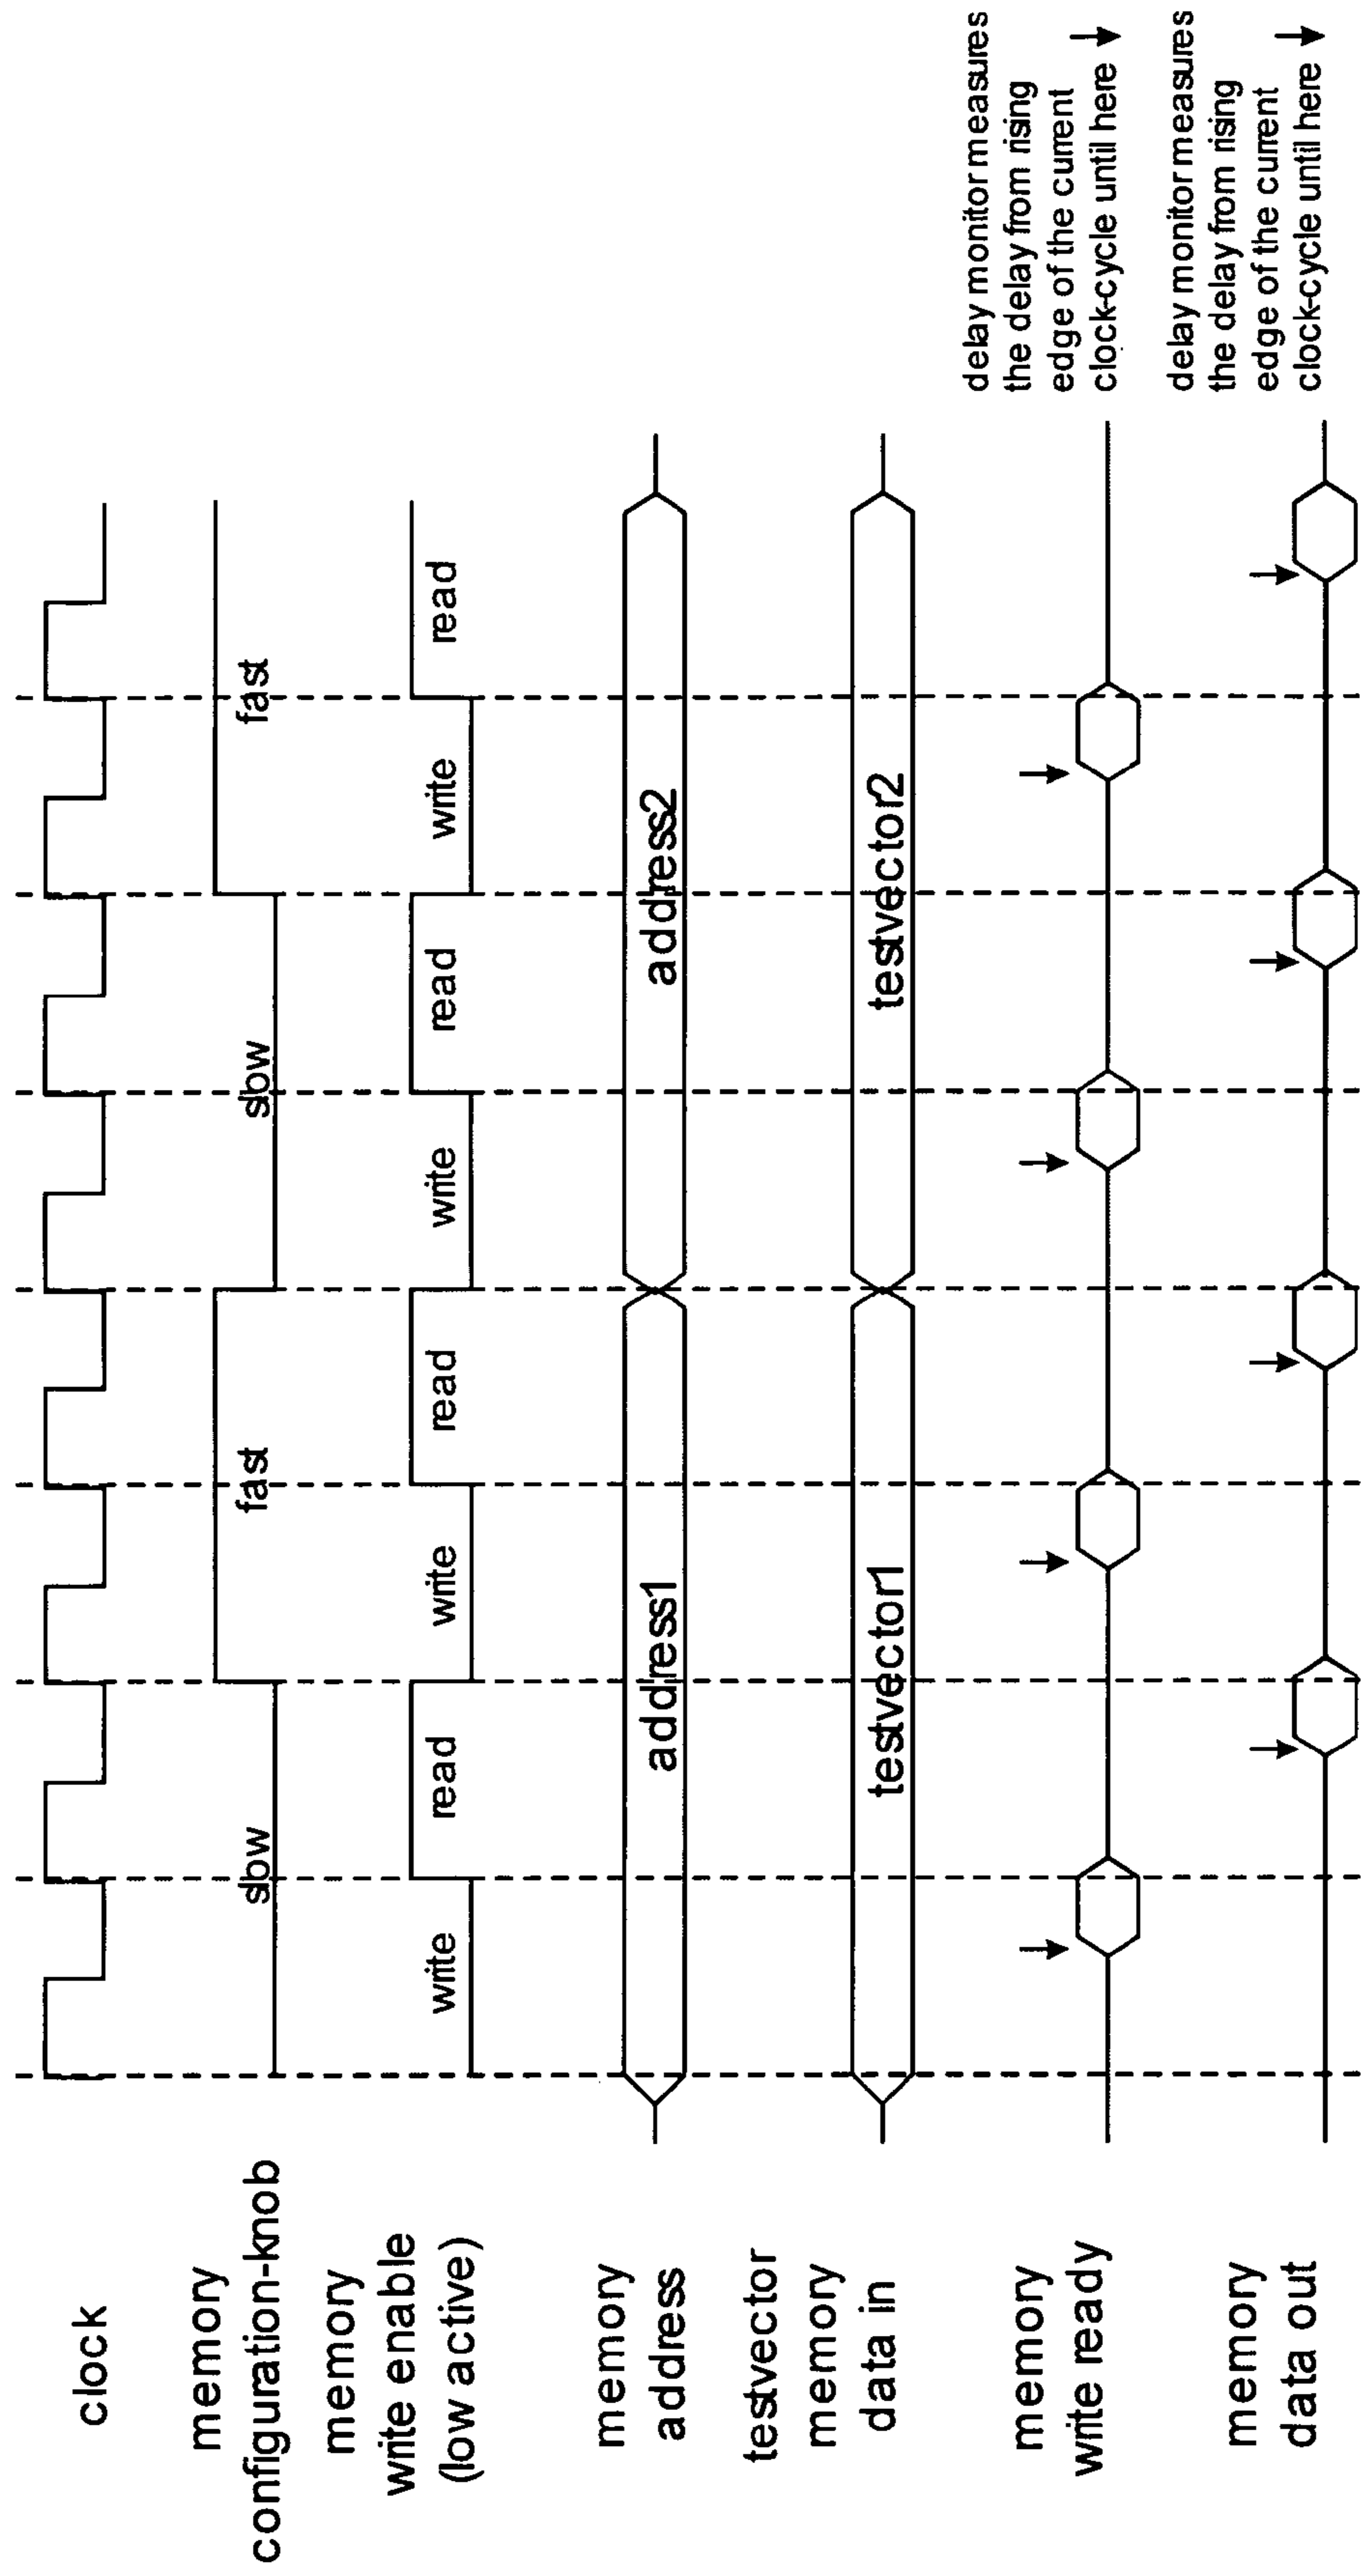 clock
memory
configuration-knob
slow
fast
slow
fast
memory
write enable
(low active)
write
read
write
read
write
read
write
read
memory
address
address1
address2
testvector
memory
data in
testvector1
testvector2
memory
write ready
delay monitor measures
the delay from rising
edge of the current
clock-cycle until here
memory
data out
delay monitor measures
the delay from rising
edge of the current
clock-cycle until here